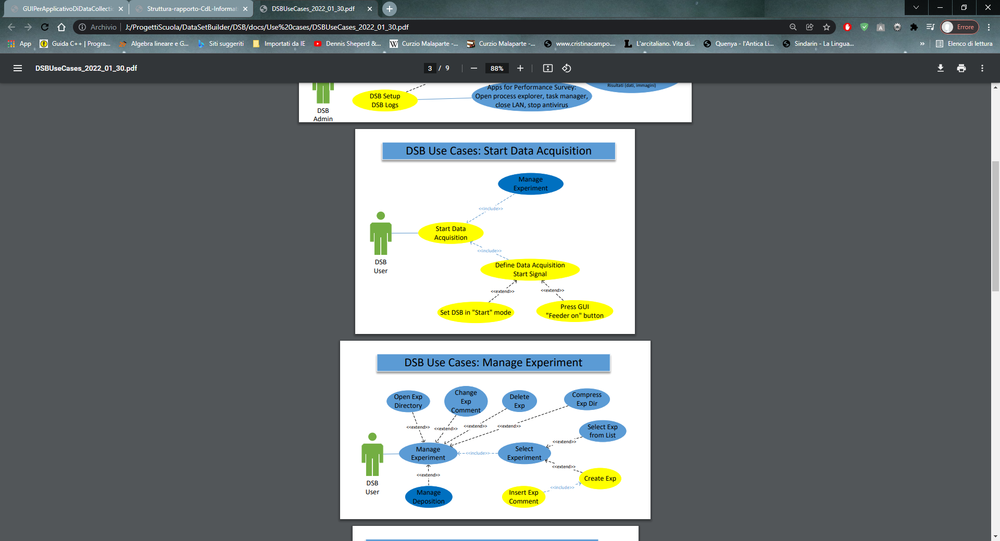 GUIPerApplicativoDiDataCollecti
Struttura-rapporto-CdL-Informat
DSBUseCases_2022_01_30.pdf
Archivio
J:/ProgettiScuola/DataSetBuilder/DSB/docs/Use%20cases/DSBUseCases_2022_01_30.pdf
Errore
App
Guida C++ | Progra...
Algebra lineare e G...
Siti suggeriti
Importati da IE
Dennis Sheperd &...
Curzio Malaparte -...
Curzio Malaparte -...
www.cristinacampo....
L'arcitaliano. Vita di...
Quenya - l'Antica Li...
Sindarin - La Lingua...
»
Elenco di lettura
DSBUseCases_2022_01_30.pdf
3 / 9
88%
Risultati (dati, immagini)
Apps for Performance Survey:
Open process explorer, task manager,
close LAN, stop antivirus
DSB Setup
DSB Logs
DSB
Admin
DSB Use Cases: Start Data Acquisition
Manage
Experiment
<<include>>
Start Data
Acquisition
<<include>>
DSB
User
Define Data Acquisition
Start Signal
<<extend>>
<<extend>>
Set DSB in "Start" mode
Press GUI
"Feeder on" button
DSB Use Cases: Manage Experiment
Open Exp
Directory
Change
Exp
Comment
Delete
Exp
Compress
Exp Dir
<<extend>>
<<extend>>
<<extend>>
<<extend>>
Select Exp
from List
<<extend>>
Manage
Experiment
<<include>>
Select
Experiment
<<extend>>
<<extend>>
Create Exp
DSB
User
Manage
Deposition
Insert Exp
Comment
<<include>>